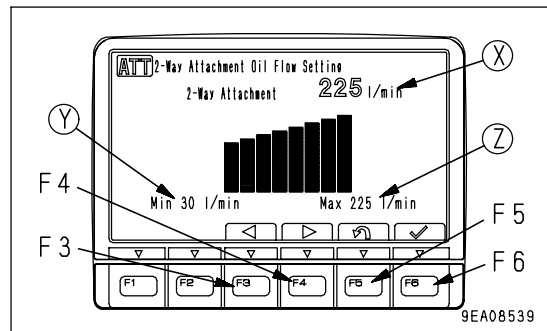 ATT 2-Way Attachment Oil Flow Setting
X
2-Way Attachment 225 l/min
Y
Z
F4
Min 30 l/min Max 225 l/min
F5
F3
F6
F1 F2 F3 F4 F5 F6
9EA08539